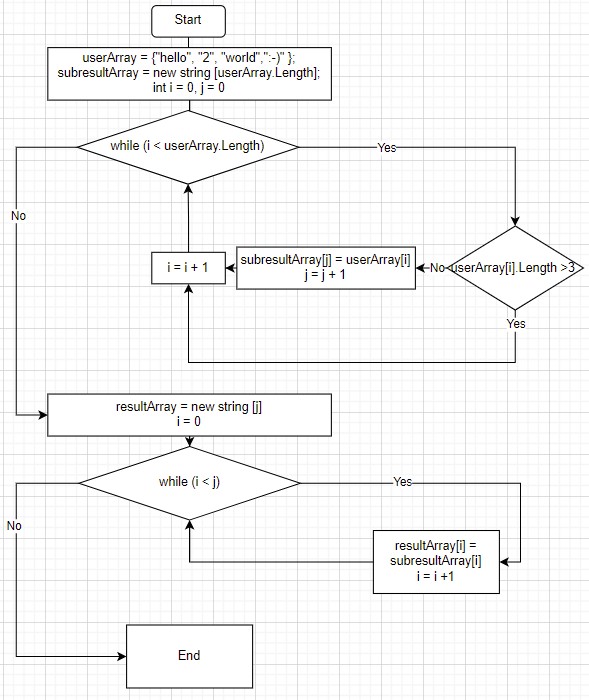 Start
userArray = {"hello", "2", "world",":-)" };
subresultArray = new string [userArray.Length];
int i = 0, j = 0
while (i < userArray.Length)
Yes
No
i = i + 1
subresultArray[j] = userArray[i]
j = j + 1
No
userArray[i].Length >3
Yes
resultArray = new string [j]
i = 0
while (i < j)
Yes
No
resultArray[i] =
subresultArray[i]
i = i +1
End